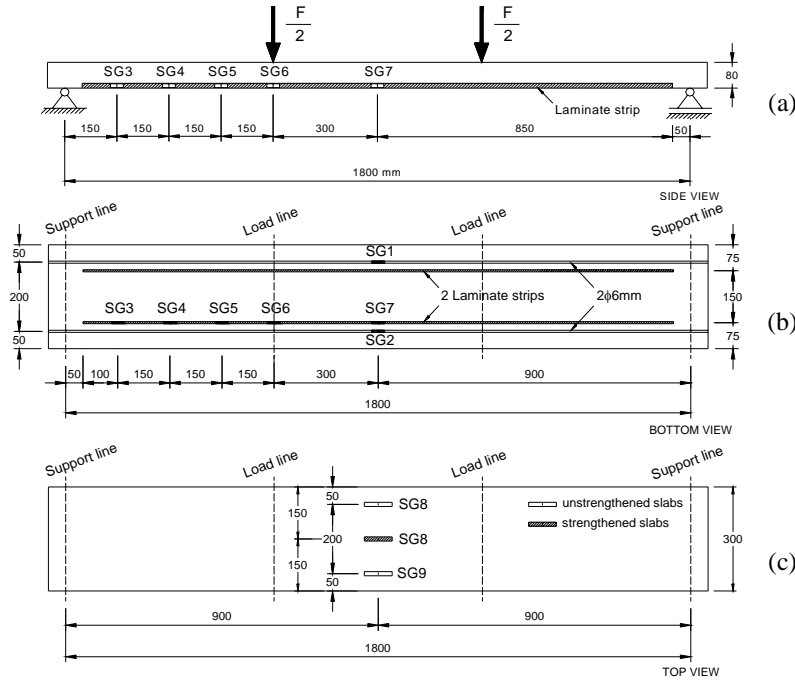 F
2
F
2
SG3 SG4 SG5 SG6 SG7
80
Laminate strip
(a)
150 150 150 150 300 850 50
1800 mm
SIDE VIEW
Support line Load line Load line Support line
50 SG1 75
200 2 Laminate strips 2ϕ6mm 150
SG3 SG4 SG5 SG6 SG7
(b)
50 SG2 75
50 100 150 150 150 300 900
1800
BOTTOM VIEW
Support line Load line Load line Support line
50 SG8 unstrengthened slabs
150
200 SG8 strengthened slabs 300
150
50 SG9
(c)
900 900
1800
TOP VIEW